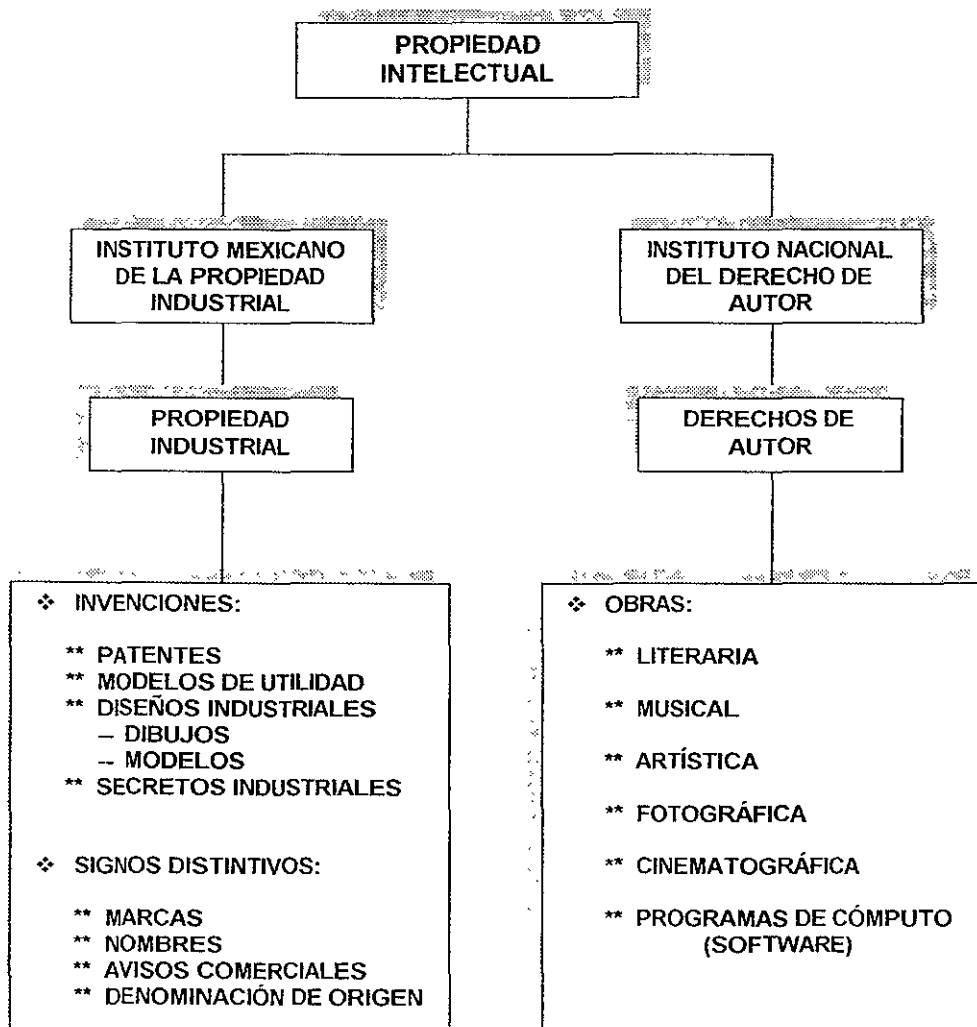 PROPIEDAD
INTELECTUAL
INSTITUTO MEXICANO
DE LA PROPIEDAD
INDUSTRIAL
PROPIEDAD
INDUSTRIAL
❖ INVENCIONES:
** PATENTES
** MODELOS DE UTILIDAD
** DISEÑOS INDUSTRIALES
– DIBUJOS
-- MODELOS
** SECRETOS INDUSTRIALES
❖ SIGNOS DISTINTIVOS:
** MARCAS
** NOMBRES
** AVISOS COMERCIALES
** DENOMINACIÓN DE ORIGEN
INSTITUTO NACIONAL
DEL DERECHO DE
AUTOR
DERECHOS DE
AUTOR
❖ OBRAS:
** LITERARIA
** MUSICAL
** ARTÍSTICA
** FOTOGRÁFICA
** CINEMATOGRÁFICA
** PROGRAMAS DE CÓMPUTO
(SOFTWARE)